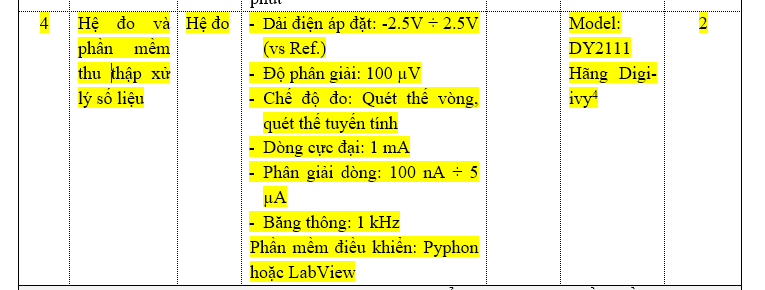 phút
4
Hệ đo và
phần mềm
thu thập xử
lý số liệu
Hệ đo
- Dải điện áp đặt: -2.5V ÷ 2.5V
(vs Ref.)
- Độ phân giải: 100 µV
- Chế độ đo: Quét thế vòng,
quét thế tuyến tính
- Dòng cực đại: 1 mA
- Phân giải dòng: 100 nA ÷ 5
µA
- Băng thông: 1 kHz
Phần mềm điều khiển: Pyphon
hoặc LabView
Model:
DY2111
Hãng Digi-
ivy⁴
2